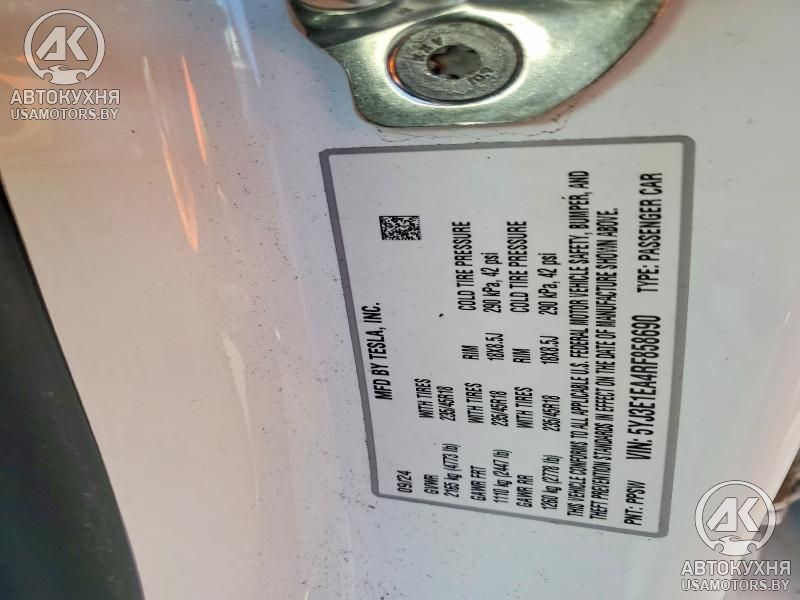 AK
АВТОКУХНЯ
USAMOTORS.BY
MFD BY TESLA, INC.
09/24
GVWR WITH TIRES
2165 kg (4773 lb) 235/45R18
GAWR FRT WITH TIRES RIM COLD TIRE PRESSURE
1110 kg (2447 lb) 235/45R18 18X8.5J 290 kPa, 42 psi
GAWR RR WITH TIRES RIM COLD TIRE PRESSURE
1260 kg (2778 lb) 235/45R18 18X8.5J 290 kPa, 42 psi
THIS VEHICLE CONFORMS TO ALL APPLICABLE U.S. FEDERAL MOTOR VEHICLE SAFETY, BUMPER, AND
THEFT PREVENTION STANDARDS IN EFFECT ON THE DATE OF MANUFACTURE SHOWN ABOVE.
PNT: PPSW VIN: 5YJ3E1EA4RF858690 TYPE: PASSENGER CAR
AK
АВТОКУХНЯ
USAMOTORS.BY